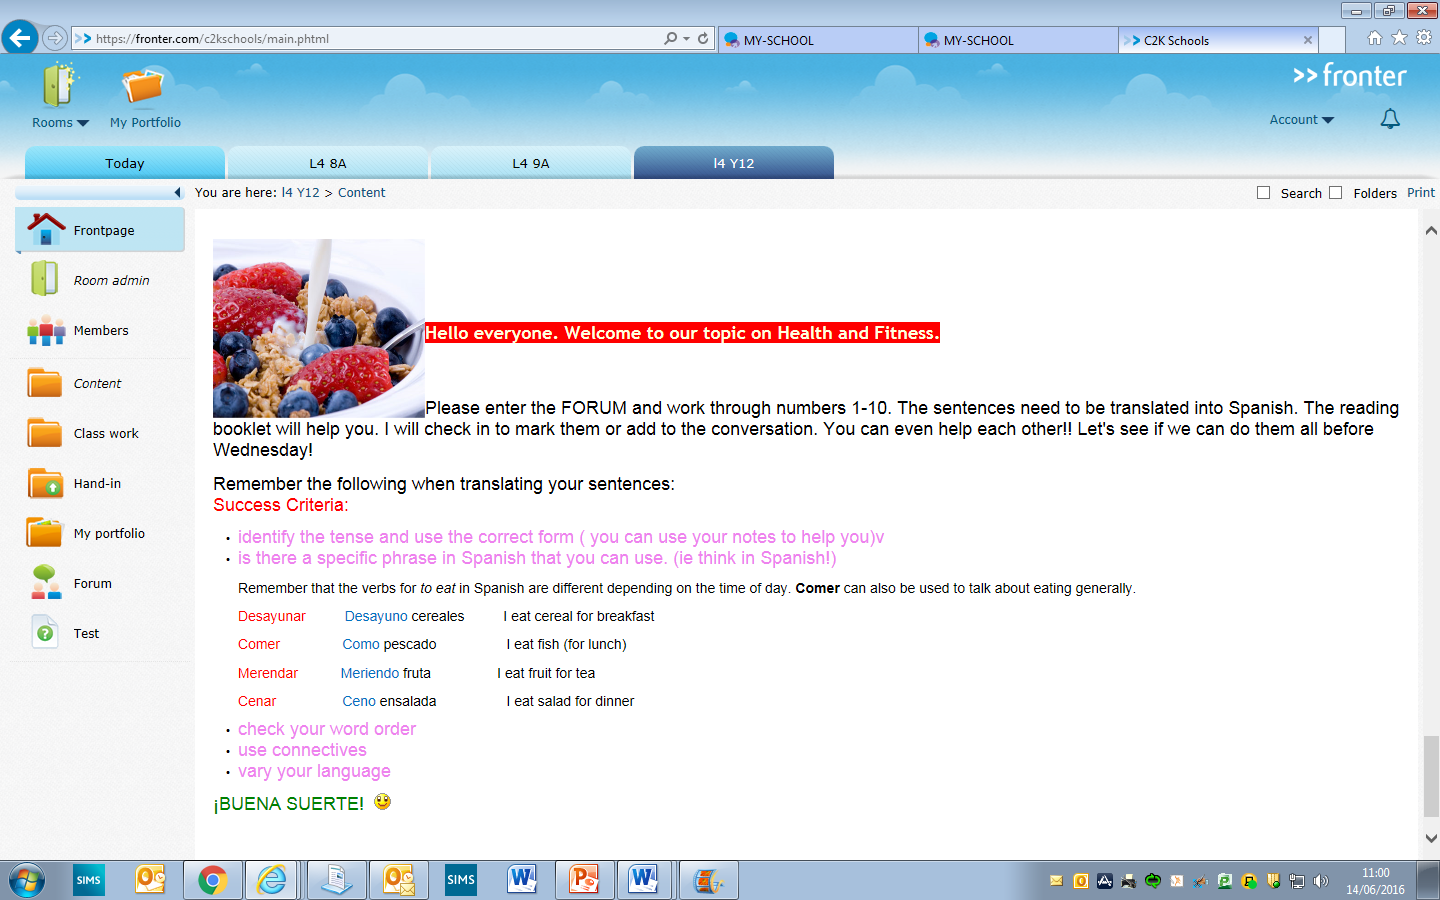 https://fronter.com/c2kschools/main.phtml
MY-SCHOOL
MY-SCHOOL
C2K Schools
fronter
Rooms
My Portfolio
Account
Today
L4 8A
L4 9A
l4 Y12
You are here: l4 Y12 > Content
Search
Folders
Print
Frontpage
Room admin
Members
Content
Class work
Hand-in
My portfolio
Forum
Test
Hello everyone. Welcome to our topic on Health and Fitness.
Please enter the FORUM and work through numbers 1-10. The sentences need to be translated into Spanish. The reading
booklet will help you. I will check in to mark them or add to the conversation. You can even help each other!! Let's see if we can do them all before
Wednesday!
Remember the following when translating your sentences:
Success Criteria:
• identify the tense and use the correct form ( you can use your notes to help you)v
• is there a specific phrase in Spanish that you can use. (ie think in Spanish!)
Remember that the verbs for to eat in Spanish are different depending on the time of day. Comer can also be used to talk about eating generally.
Desayunar Desayuno cereales I eat cereal for breakfast
Comer Como pescado I eat fish (for lunch)
Merendar Meriendo fruta I eat fruit for tea
Cenar Ceno ensalada I eat salad for dinner
• check your word order
• use connectives
• vary your language
¡BUENA SUERTE!
SIMS
SIMS
11:00
14/06/2016